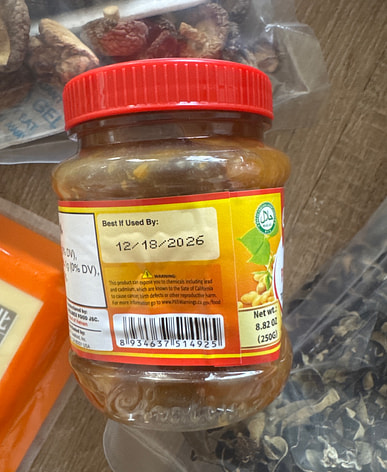 Best If Used By:
12/18/2026
% DV),
(0% DV),
WARNING:
This product can expose you to chemicals including lead
and cadmium, which are known to the State of California
to cause cancer, birth defects or other reproductive harm.
For more information go to www.P65Warnings.ca.gov/food.
FOOD JSC.
USA
8 934637 514925
حلال
Net wt.:
8.82 OZ
(250G)